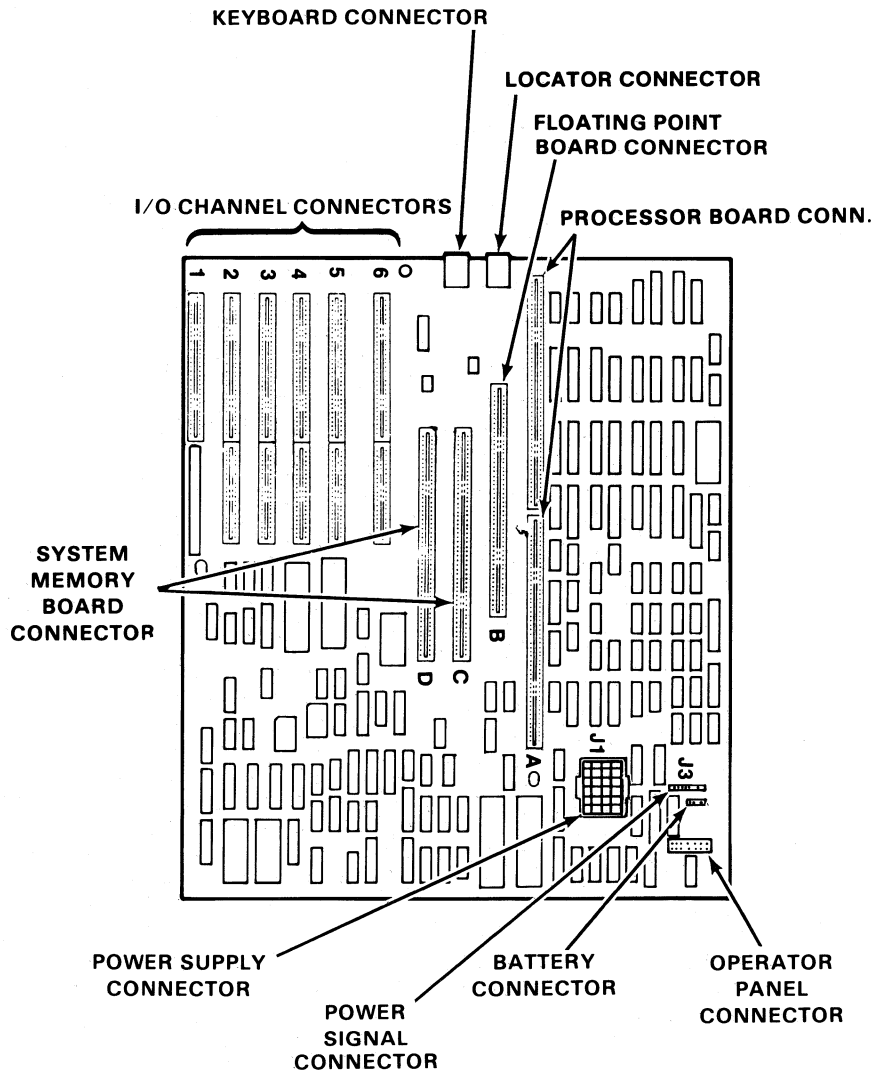 KEYBOARD CONNECTOR
LOCATOR CONNECTOR
FLOATING POINT
BOARD CONNECTOR
I/O CHANNEL CONNECTORS
PROCESSOR BOARD CONN.
1 2 3 4 5 6
SYSTEM
MEMORY
BOARD
CONNECTOR
B
D
C
A
J1
J3
POWER SUPPLY
CONNECTOR
POWER
SIGNAL
CONNECTOR
BATTERY
CONNECTOR
OPERATOR
PANEL
CONNECTOR